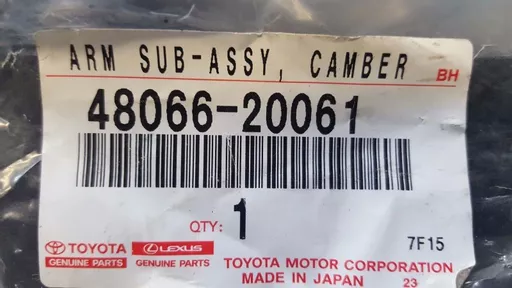 ARM SUB-ASSY, CAMBER BH
48066-20061
QTY: 1
7F15
TOYOTA GENUINE PARTS
LEXUS GENUINE PARTS
TOYOTA MOTOR CORPORATION
MADE IN JAPAN 23